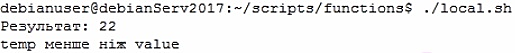 debianuser@debianServ2017:~/scripts/functions$ ./local.sh
Результат: 22
temp менше ніж value